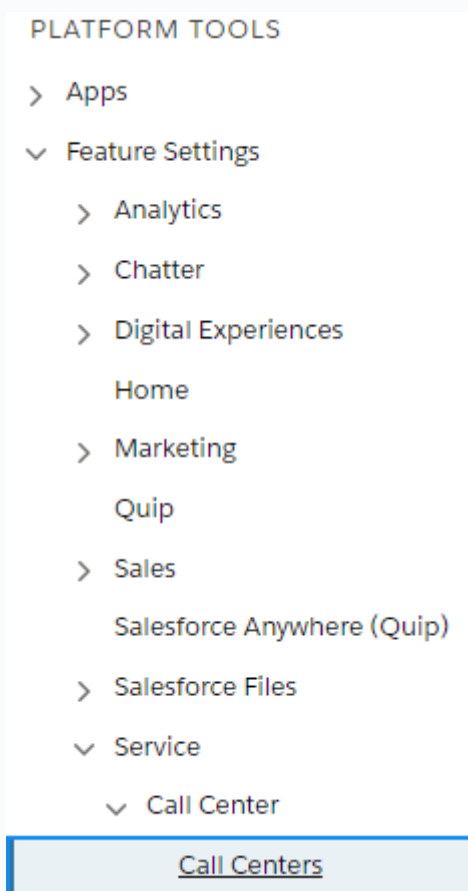 PLATFORM TOOLS
Apps
Feature Settings
Analytics
Chatter
Digital Experiences
Home
Marketing
Quip
Sales
Salesforce Anywhere (Quip)
Salesforce Files
Service
Call Center
Call Centers